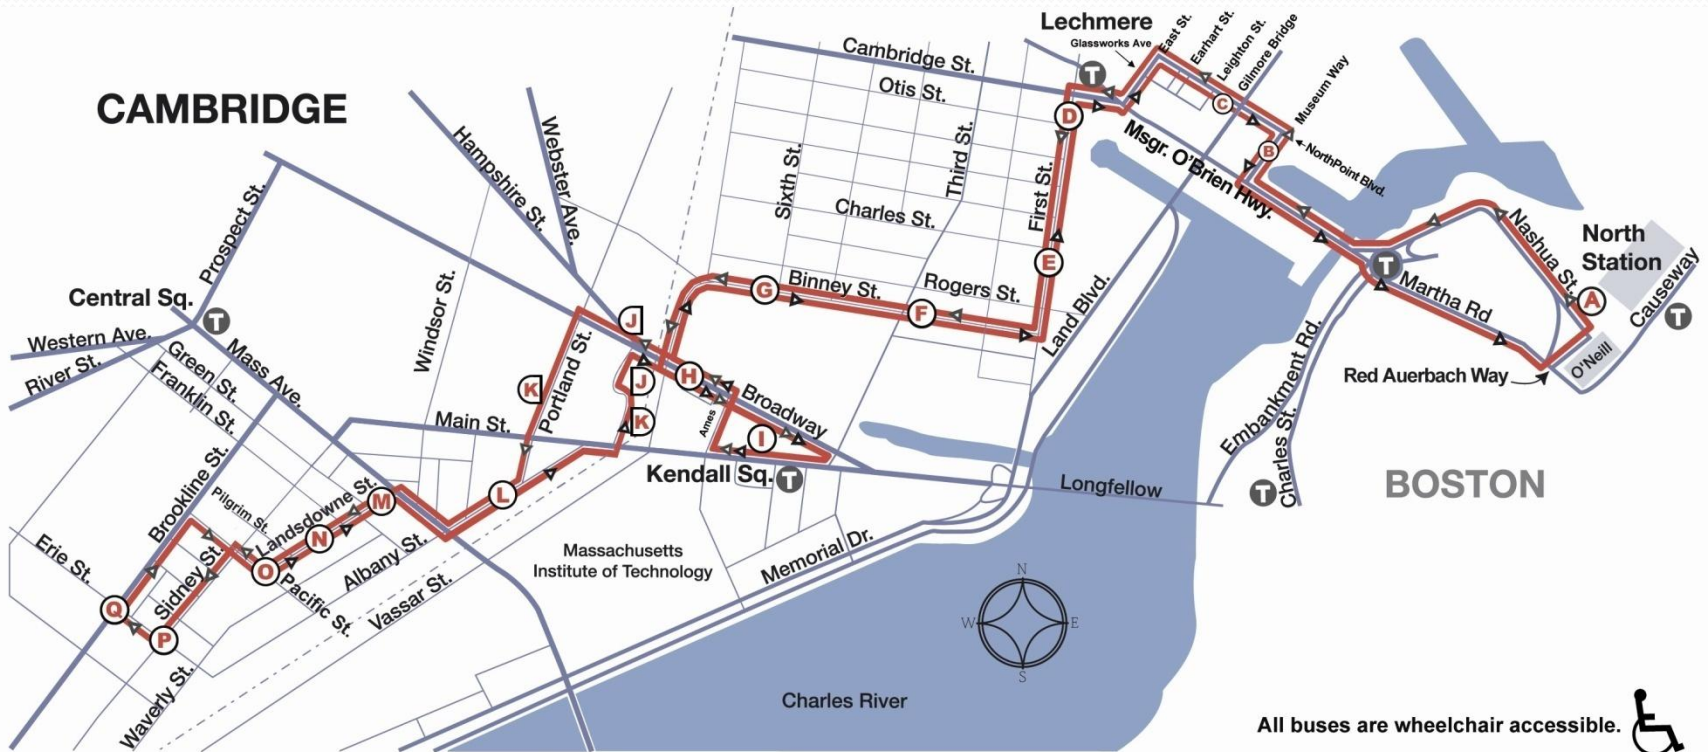 Lechmere
Glassworks Ave
East St.
Earhart St.
Leighton St.
Gilmore Bridge
Museum Way
NorthPoint Blvd.
CAMBRIDGE
Cambridge St.
Otis St.
T
C
D
B
Hampshire St.
Webster Ave.
Prospect St.
Sixth St.
Third St.
First St.
Charles St.
Msgr. O'Brien Hwy.
Nashua St.
North
Station
Causeway
T
A
T
Martha Rd
O'Neill
Red Auerbach Way
Central Sq.
T
Western Ave.
River St.
Green St.
Franklin St.
Mass Ave.
Windsor St.
Binney St.
Rogers St.
Land Blvd.
G
F
E
J
H
J
K
K
Portland St.
Ames
Broadway
I
Main St.
Kendall Sq.
T
Longfellow
Embankment Rd.
Charles St.
T
BOSTON
Brookline St.
Pilgrim St.
Landsdowne St.
M
L
N
O
Erie St.
Sidney St.
Pacific St.
Albany St.
Vassar St.
Q
P
Waverly St.
Massachusetts
Institute of Technology
Memorial Dr.
N
W
E
S
Charles River
All buses are wheelchair accessible.